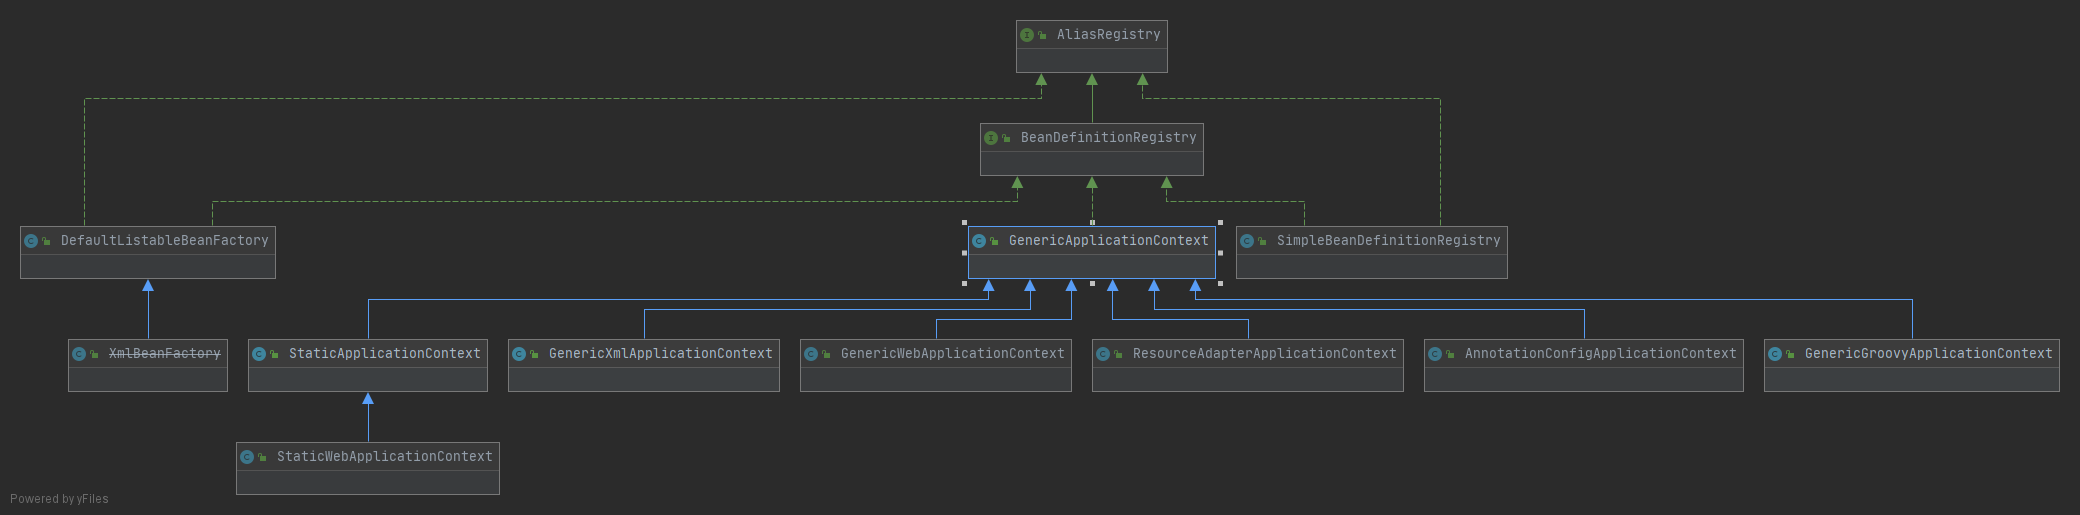 AliasRegistry
BeanDefinitionRegistry
DefaultListableBeanFactory
GenericApplicationContext
SimpleBeanDefinitionRegistry
XmlBeanFactory
StaticApplicationContext
GenericXmlApplicationContext
GenericWebApplicationContext
ResourceAdapterApplicationContext
AnnotationConfigApplicationContext
GenericGroovyApplicationContext
StaticWebApplicationContext
Powered by yFiles